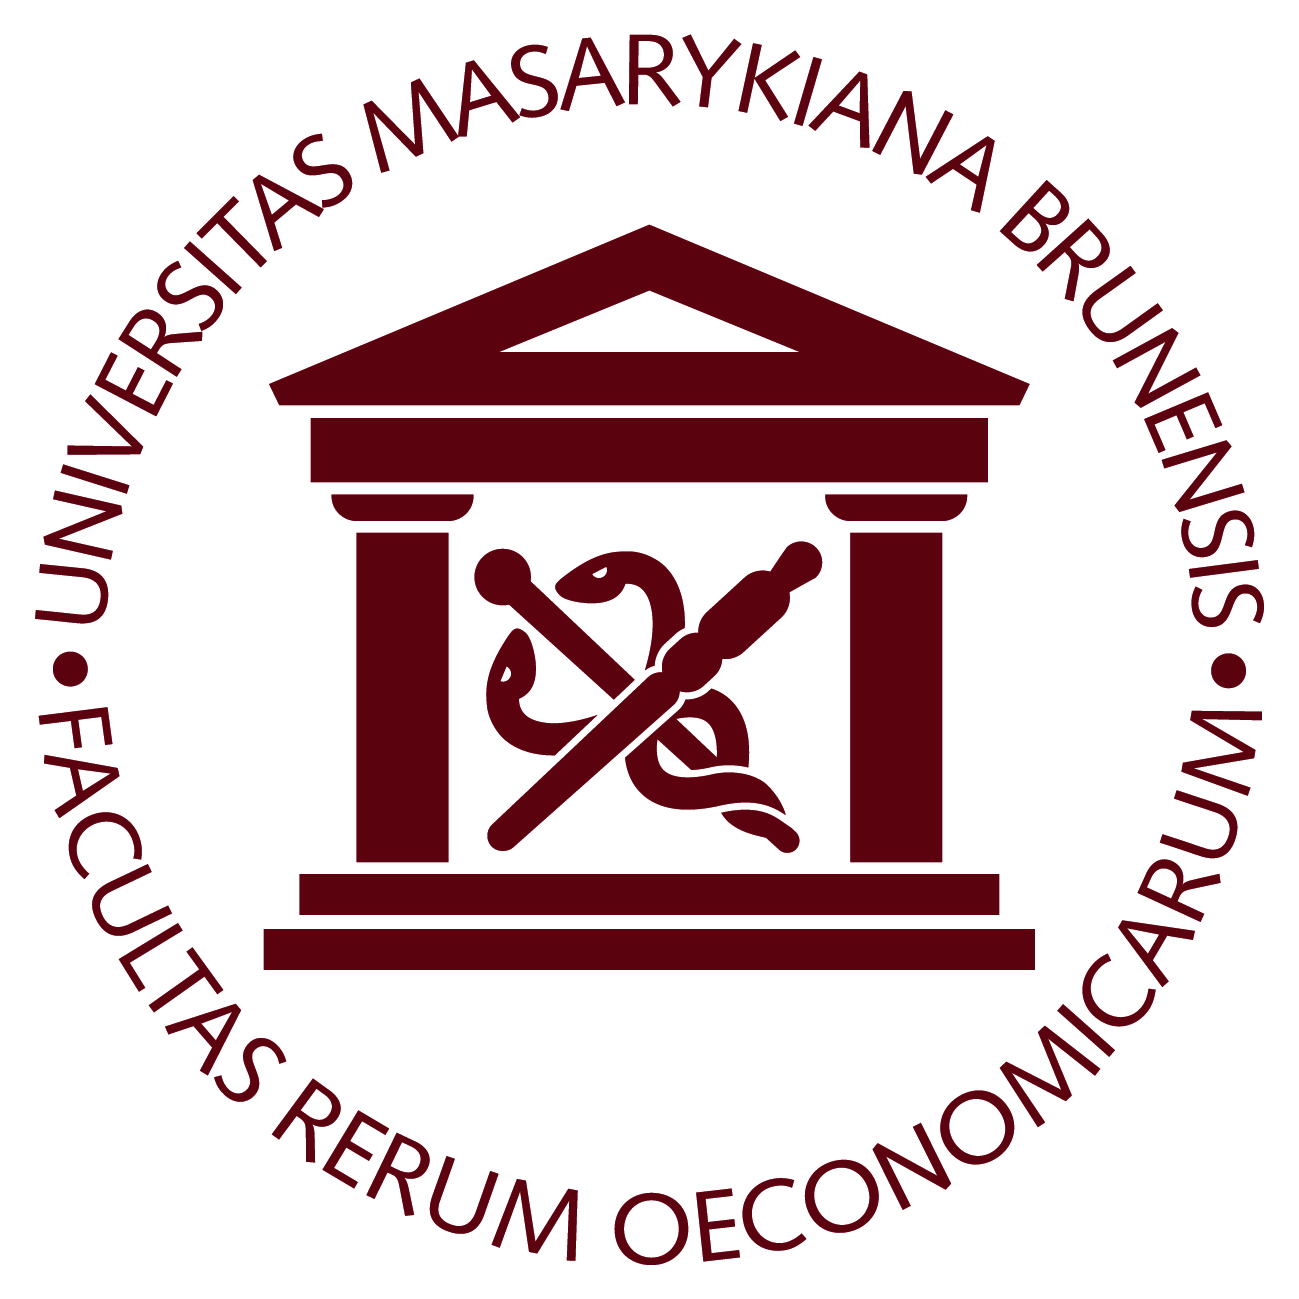 UNIVERSITAS MASARYKIANA BRUNENSIS
• FACULTAS RERUM OECONOMICARUM •